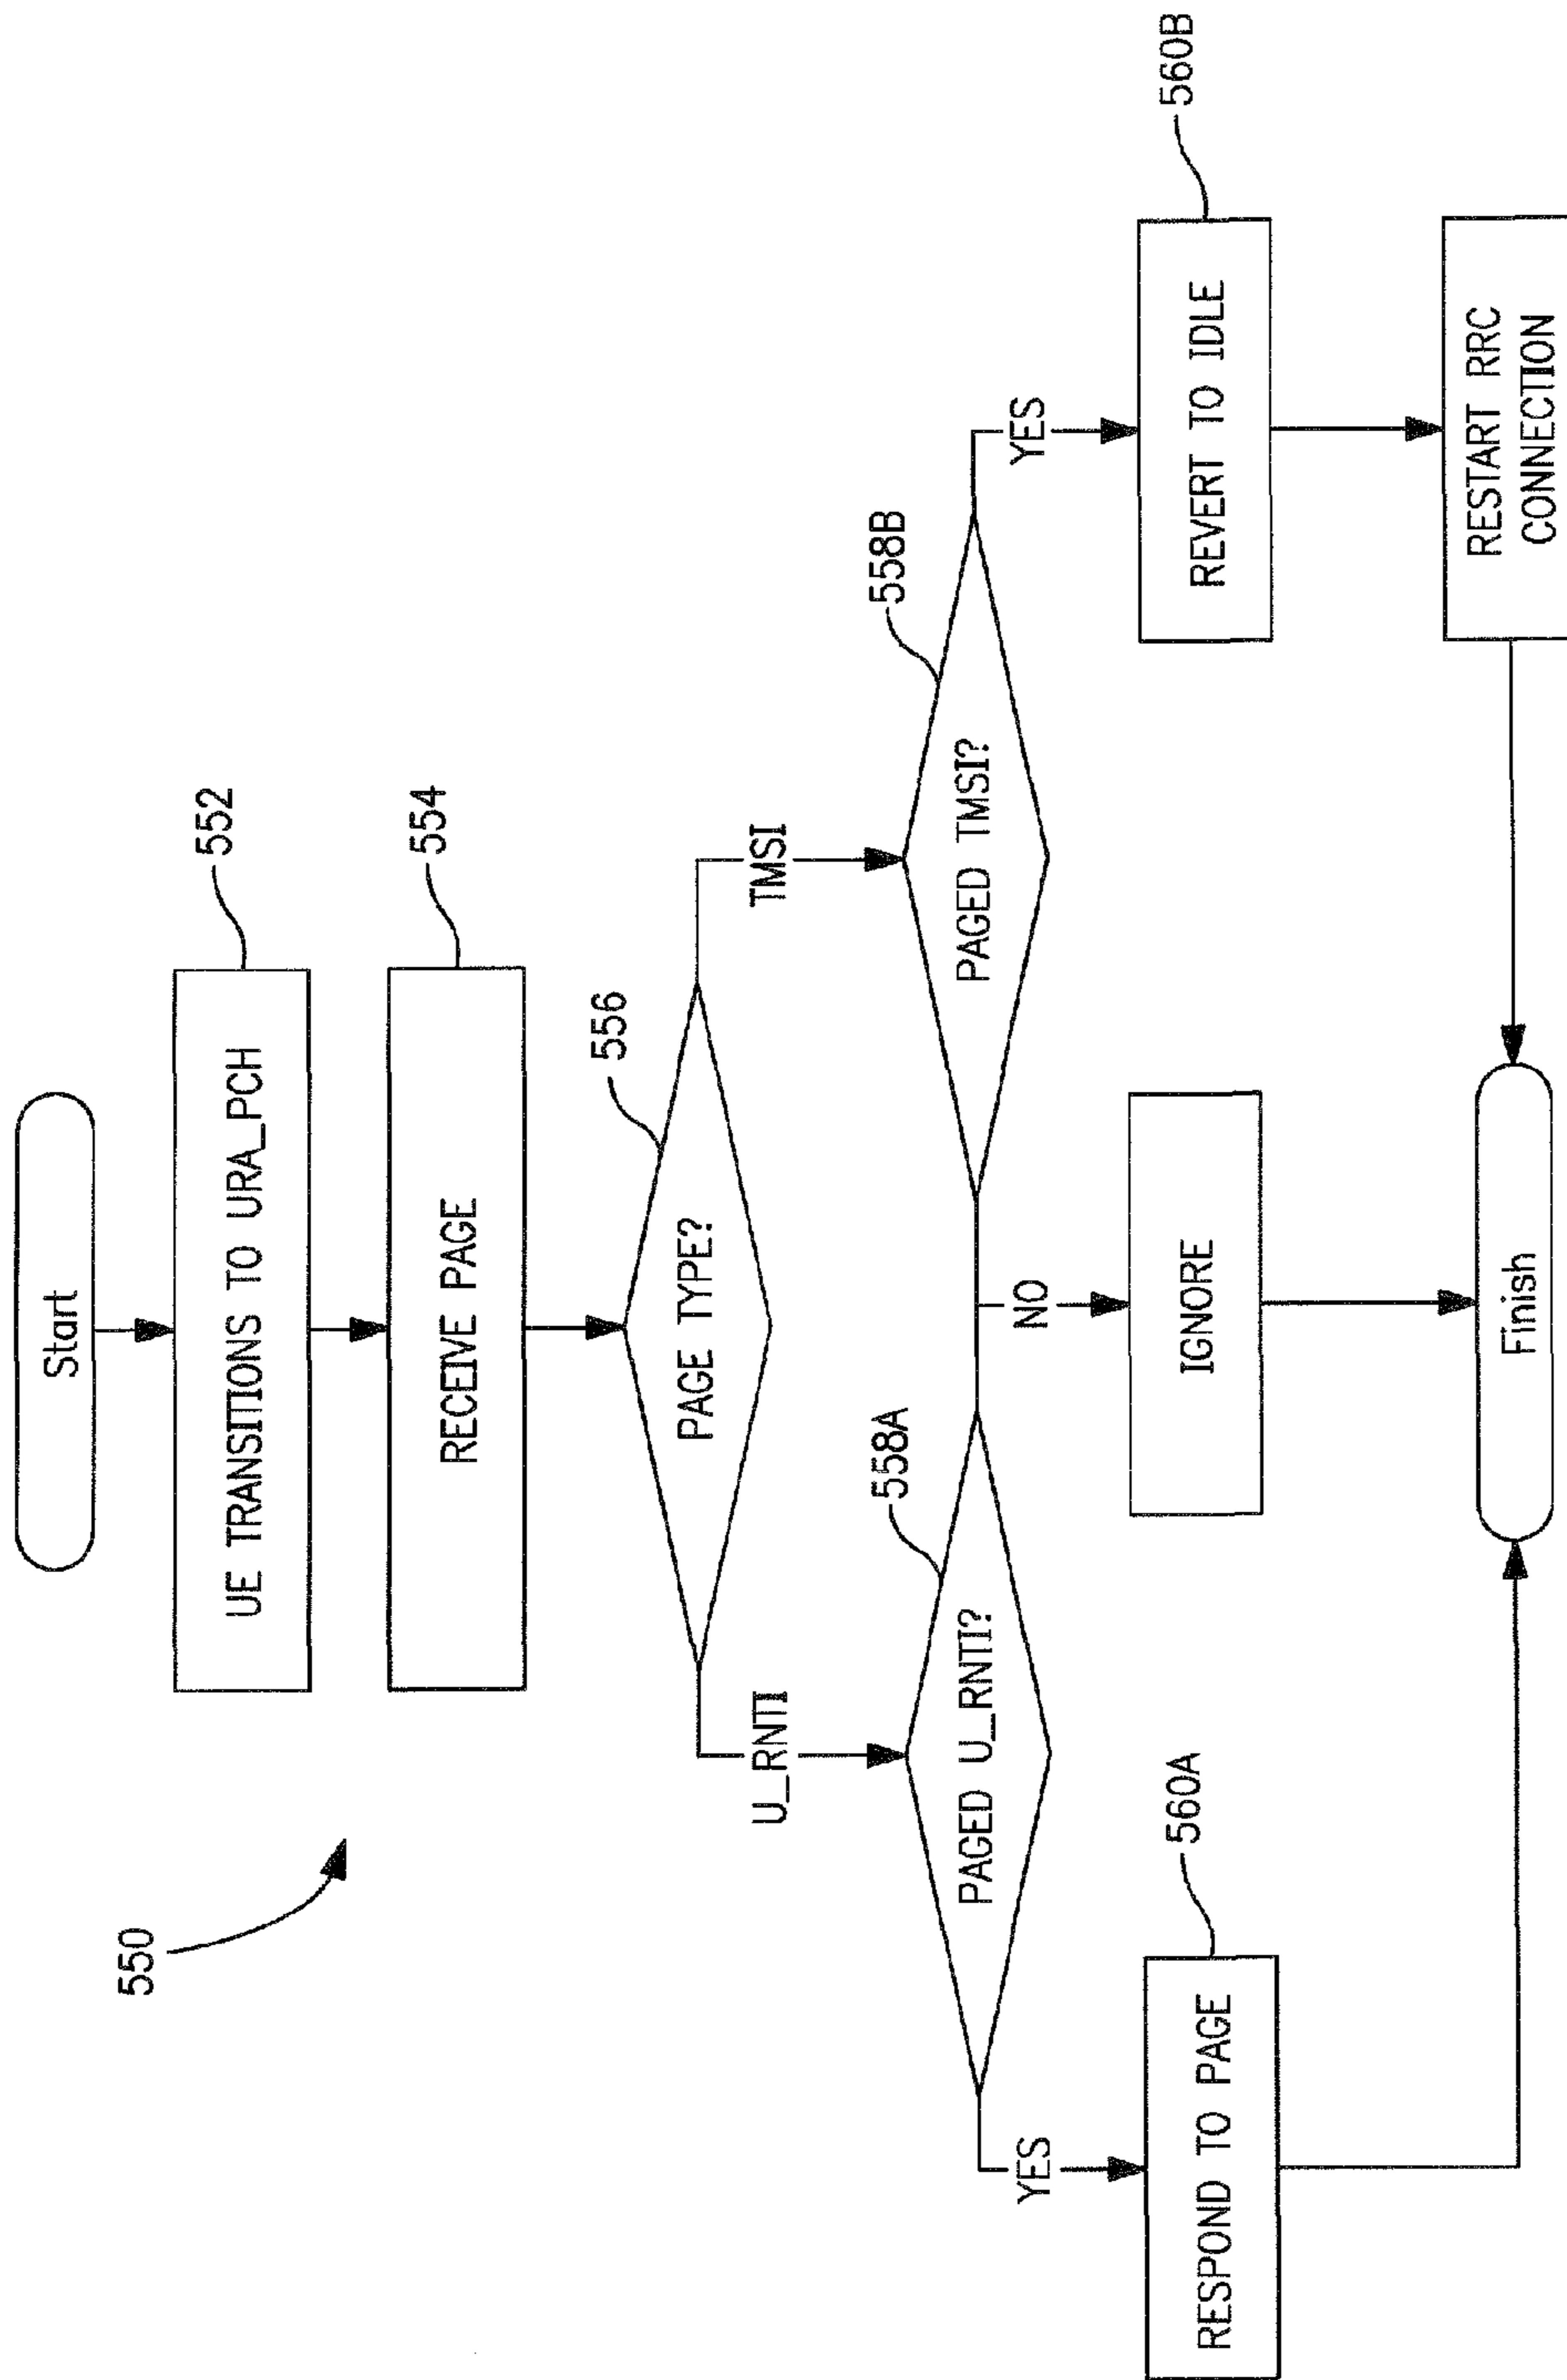 550
Start
UE TRANSITIONS TO URA_PCH
552
RECEIVE PAGE
554
PAGE TYPE?
556
U_RNTI
TMSI
PAGED U_RNTI?
558A
PAGED TMSI?
558B
YES
NO
YES
RESPOND TO PAGE
560A
IGNORE
REVERT TO IDLE
560B
RESTART RRC
CONNECTION
Finish